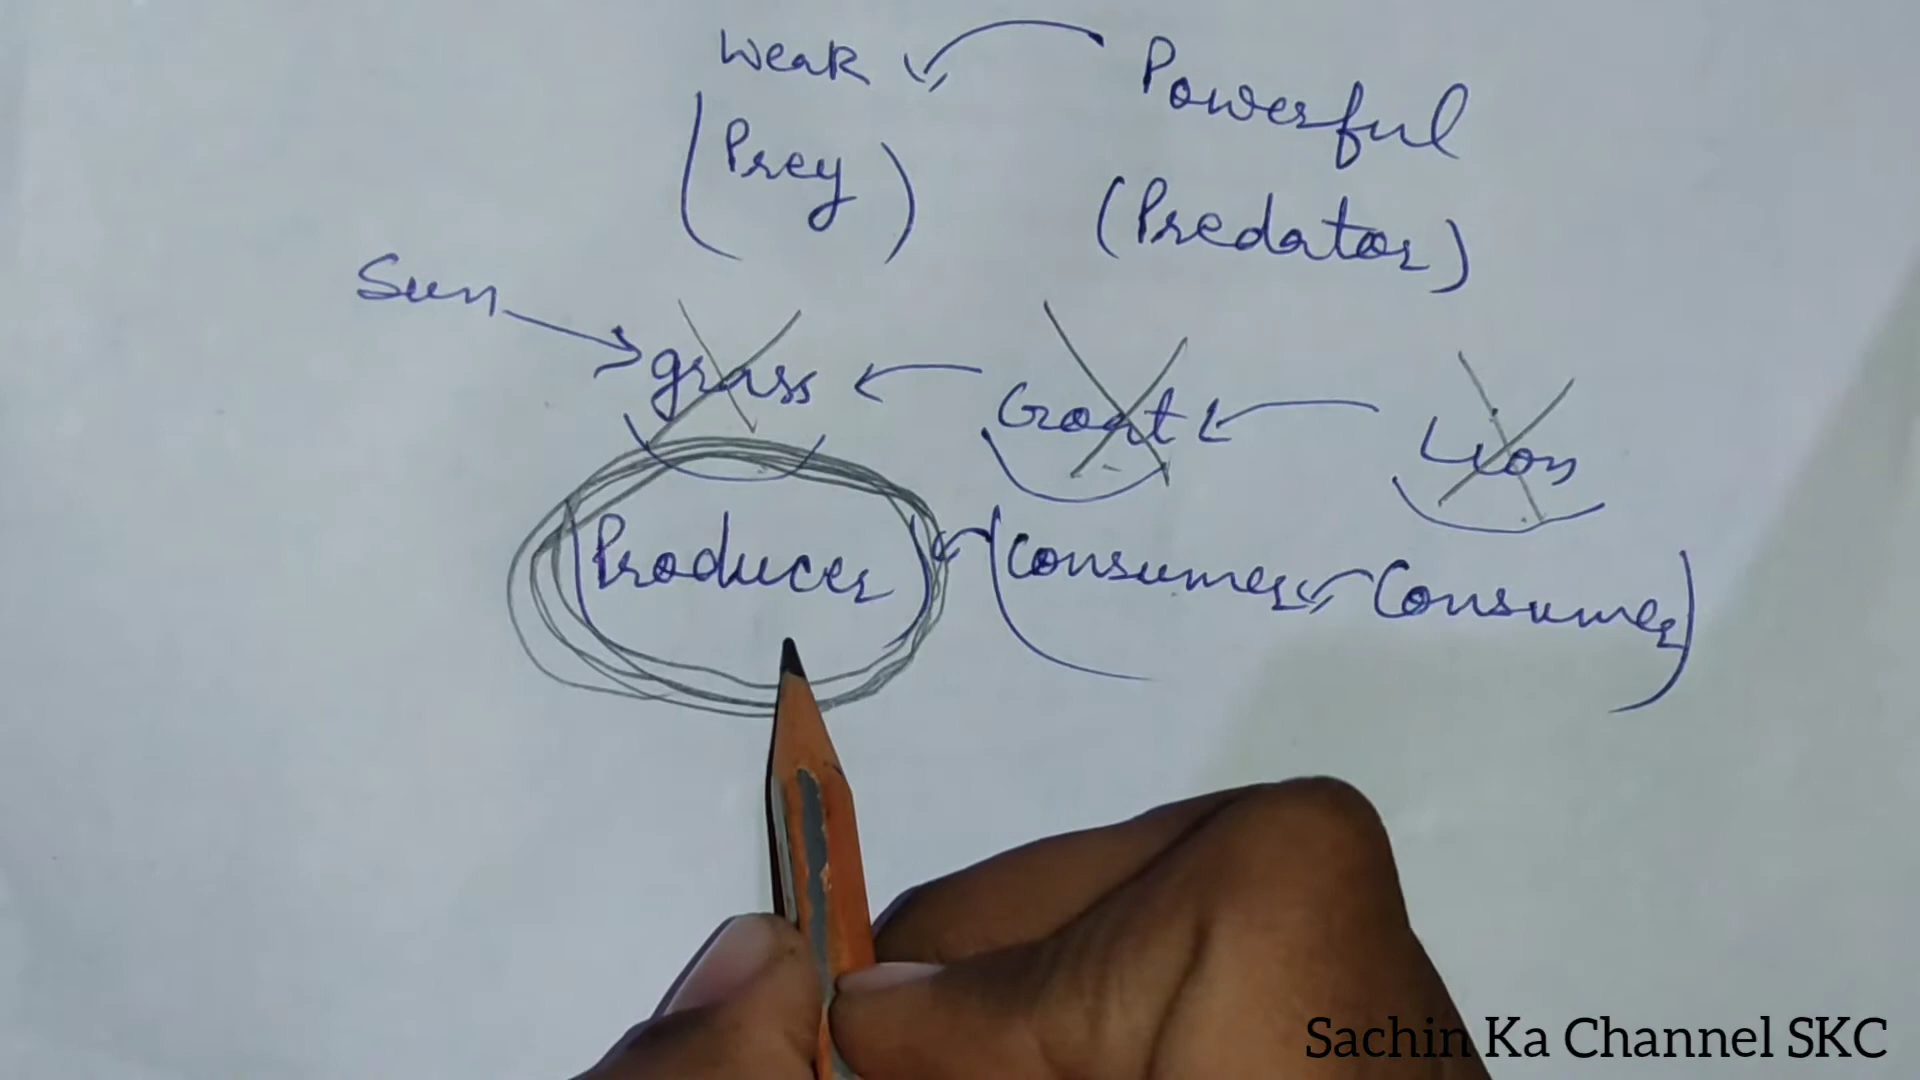 Weak Powerful
(Prey) (Predator)
Sun
grass Goat Lion
(Producer) (Consumer Consumer)
Sachin Ka Channel SKC